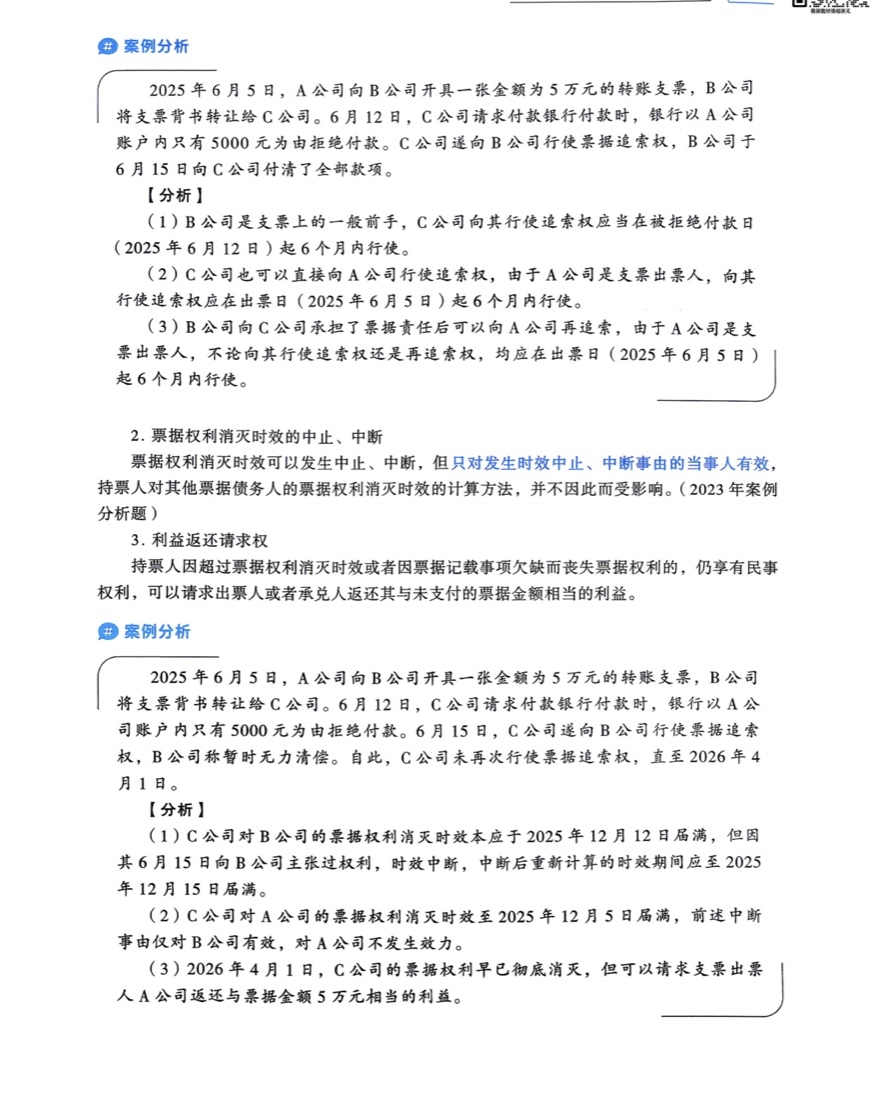 # 案例分析
2025 年 6 月 5 日，A 公司向 B 公司开具一张金额为 5 万元的转账支票，B 公司
将支票背书转让给 C 公司。6 月 12 日，C 公司请求付款银行付款时，银行以 A 公司
账户内只有 5000 元为由拒绝付款。C 公司遂向 B 公司行使票据追索权，B 公司于
6 月 15 日向 C 公司付清了全部款项。
【分析】
（1）B 公司是支票上的一般前手，C 公司向其行使追索权应当在被拒绝付款日
（2025 年 6 月 12 日）起 6 个月内行使。
（2）C 公司也可以直接向 A 公司行使追索权，由于 A 公司是支票出票人，向其
行使追索权应在出票日（2025 年 6 月 5 日）起 6 个月内行使。
（3）B 公司向 C 公司承担了票据责任后可以向 A 公司再追索，由于 A 公司是支
票出票人，不论向其行使追索权还是再追索权，均应在出票日（2025 年 6 月 5 日）
起 6 个月内行使。
2. 票据权利消灭时效的中止、中断
票据权利消灭时效可以发生中止、中断，但只对发生时效中止、中断事由的当事人有效，
持票人对其他票据债务人的票据权利消灭时效的计算方法，并不因此而受影响。（2023 年案例
分析题）
3. 利益返还请求权
持票人因超过票据权利消灭时效或者因票据记载事项欠缺而丧失票据权利的，仍享有民事
权利，可以请求出票人或者承兑人返还其与未支付的票据金额相当的利益。
# 案例分析
2025 年 6 月 5 日，A 公司向 B 公司开具一张金额为 5 万元的转账支票，B 公司
将支票背书转让给 C 公司。6 月 12 日，C 公司请求付款银行付款时，银行以 A 公
司账户内只有 5000 元为由拒绝付款。6 月 15 日，C 公司遂向 B 公司行使票据追索
权，B 公司称暂时无力清偿。自此，C 公司未再次行使票据追索权，直至 2026 年 4
月 1 日。
【分析】
（1）C 公司对 B 公司的票据权利消灭时效本应于 2025 年 12 月 12 日届满，但因
其 6 月 15 日向 B 公司主张过权利，时效中断，中断后重新计算的时效期间应至 2025
年 12 月 15 日届满。
（2）C 公司对 A 公司的票据权利消灭时效至 2025 年 12 月 5 日届满，前述中断
事由仅对 B 公司有效，对 A 公司不发生效力。
（3）2026 年 4 月 1 日，C 公司的票据权利早已彻底消灭，但可以请求支票出票
人 A 公司返还与票据金额 5 万元相当的利益。